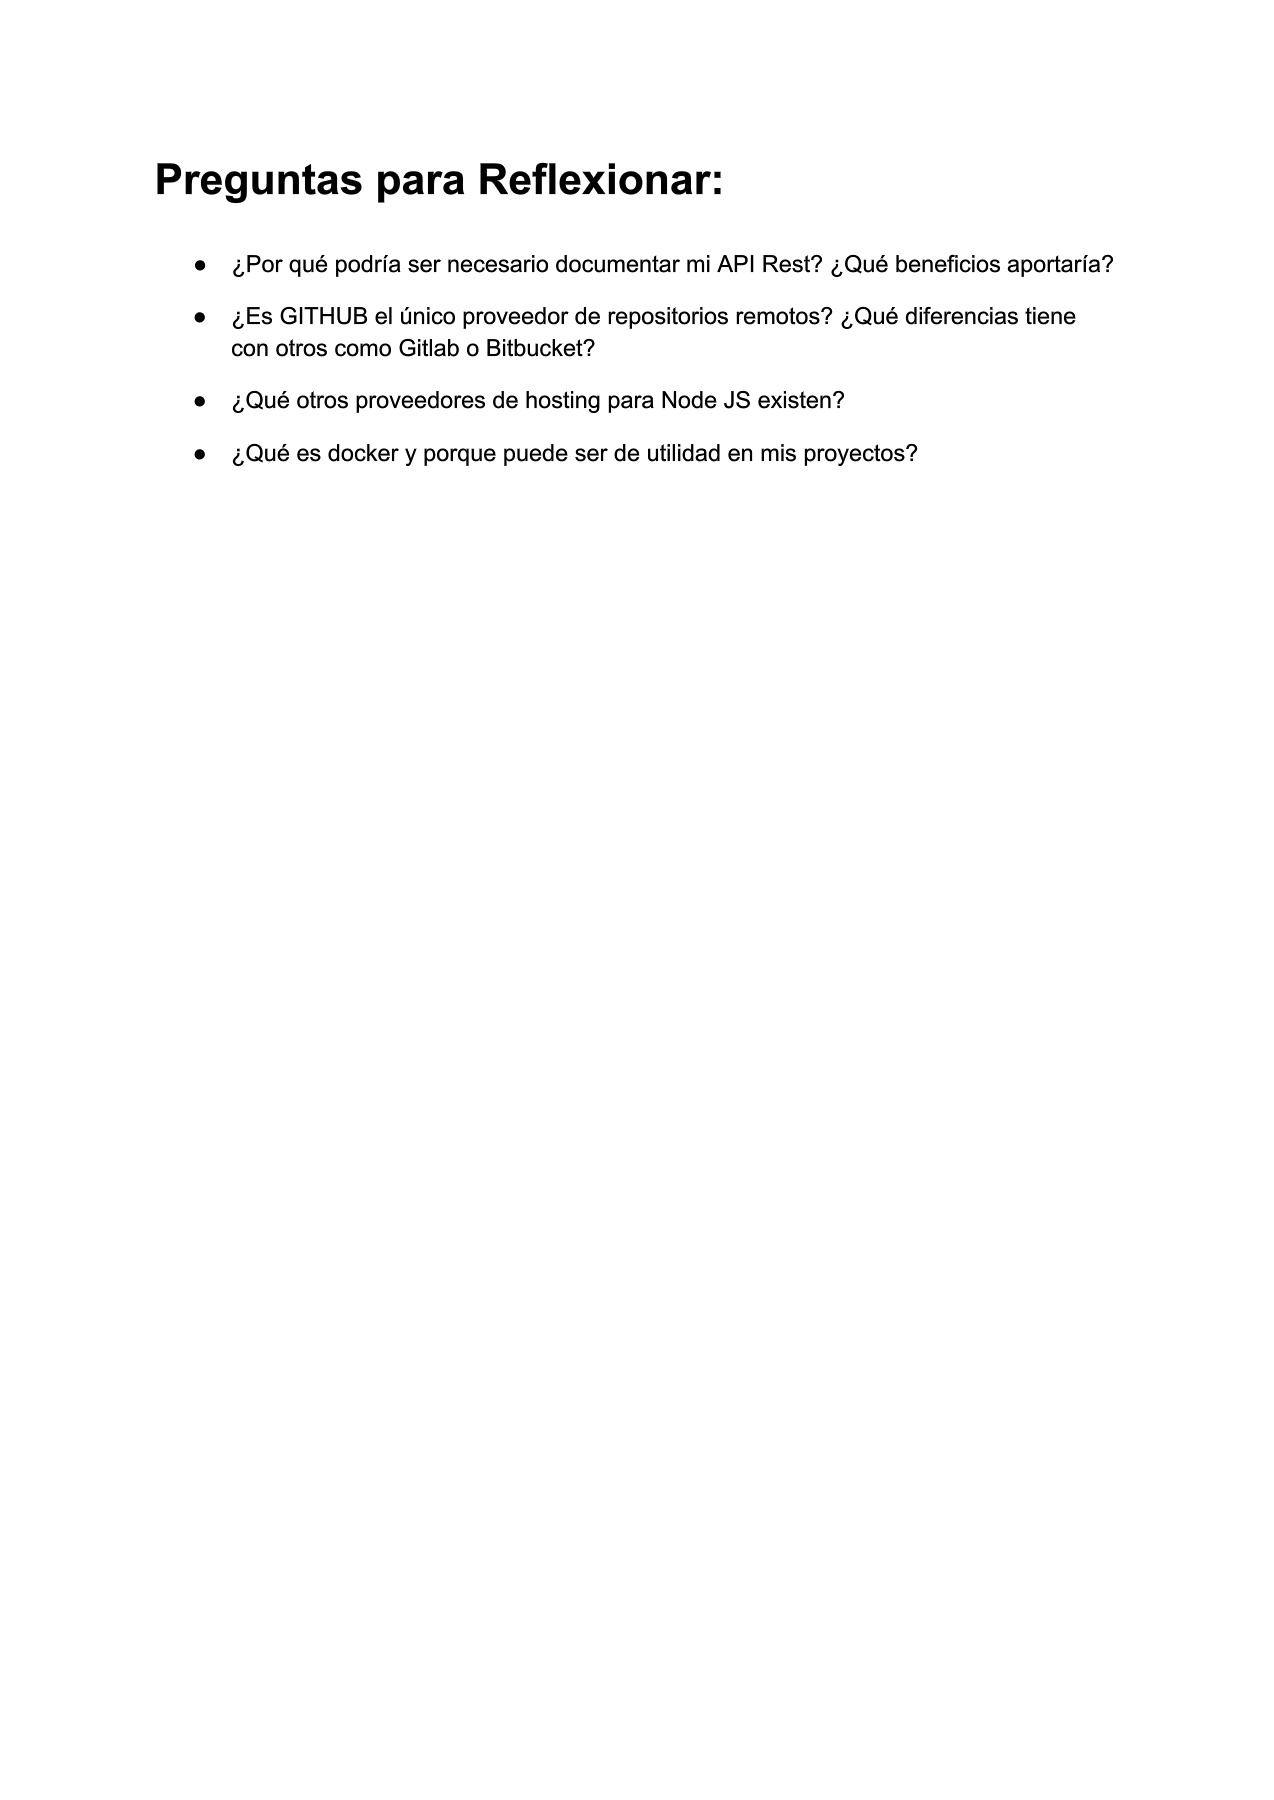 Preguntas para Reflexionar:
● ¿Por qué podría ser necesario documentar mi API Rest? ¿Qué beneficios aportaría?
● ¿Es GITHUB el único proveedor de repositorios remotos? ¿Qué diferencias tiene
con otros como Gitlab o Bitbucket?
● ¿Qué otros proveedores de hosting para Node JS existen?
● ¿Qué es docker y porque puede ser de utilidad en mis proyectos?